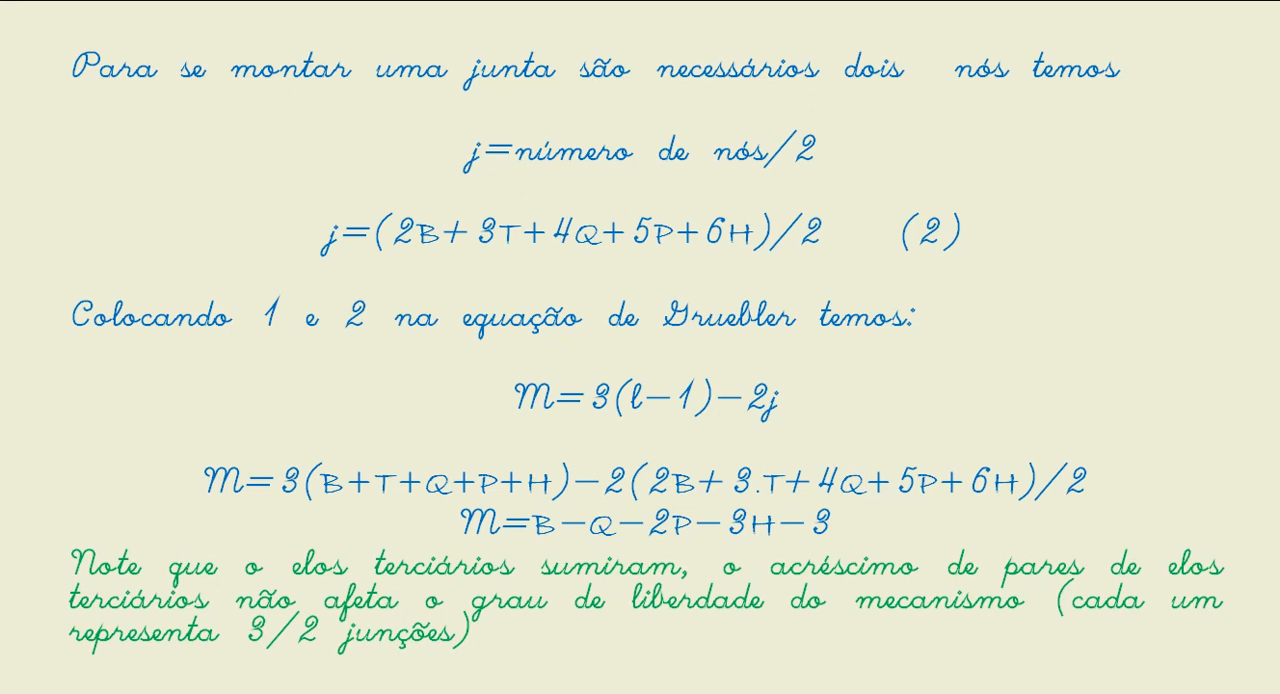 Para se montar uma junta são necessários dois nós temos
j=número de nós/2
j=(2B+3T+4Q+5P+6H)/2 (2)
Colocando 1 e 2 na equação de Gruebler temos:
M=3(l-1)-2j
M=3(B+T+Q+P+H)-2(2B+3.T+4Q+5P+6H)/2
M=B-Q-2P-3H-3
Note que o elos terciários sumiram, o acréscimo de pares de elos
terciários não afeta o grau de liberdade do mecanismo (cada um
representa 3/2 junções)